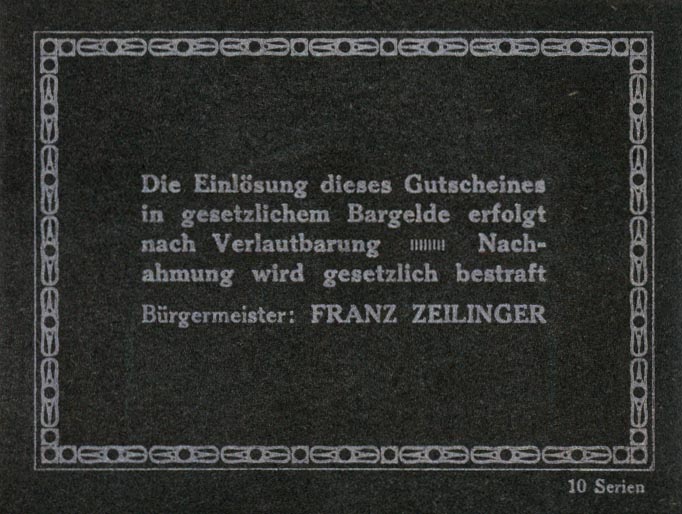 Die Einlösung dieses Gutscheines
in gesetzlichem Bargelde erfolgt
nach Verlautbarung Nach-
ahmung wird gesetzlich bestraft
Bürgermeister: FRANZ ZEILINGER
10 Serien